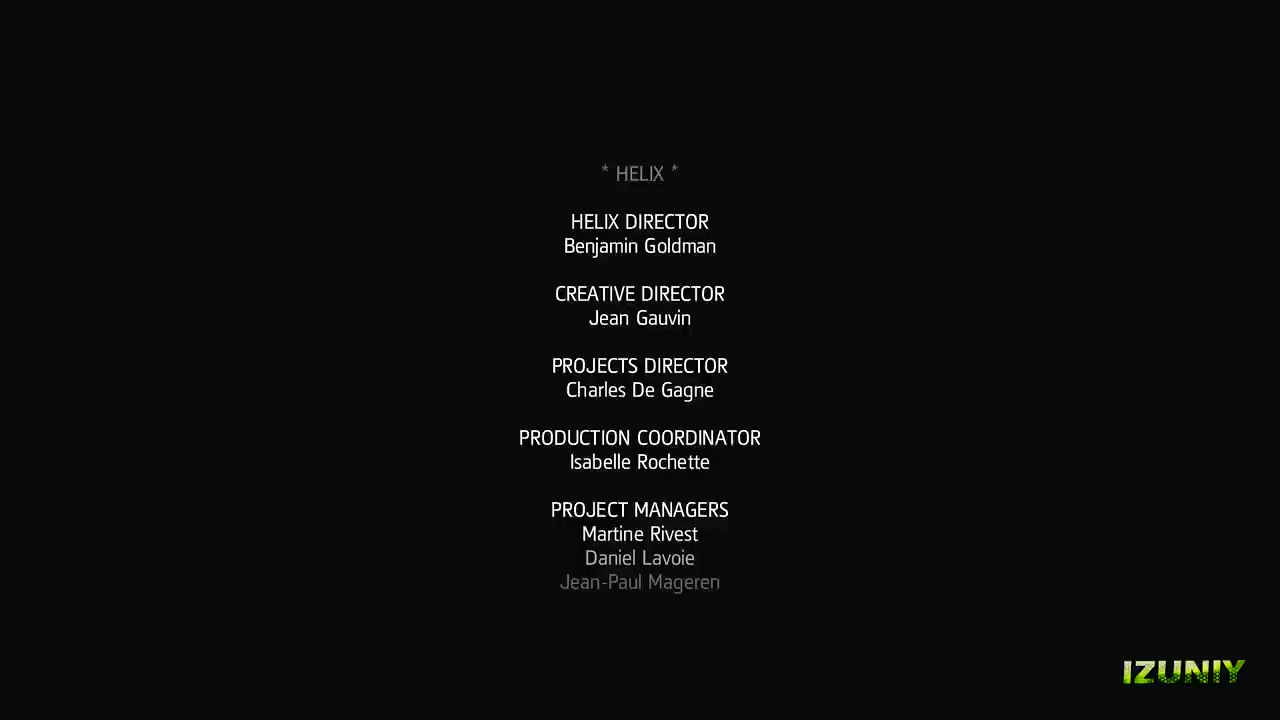 * HELIX *
HELIX DIRECTOR
Benjamin Goldman
CREATIVE DIRECTOR
Jean Gauvin
PROJECTS DIRECTOR
Charles De Gagne
PRODUCTION COORDINATOR
Isabelle Rochette
PROJECT MANAGERS
Martine Rivest
Daniel Lavoie
Jean-Paul Mageren
IZUNIY